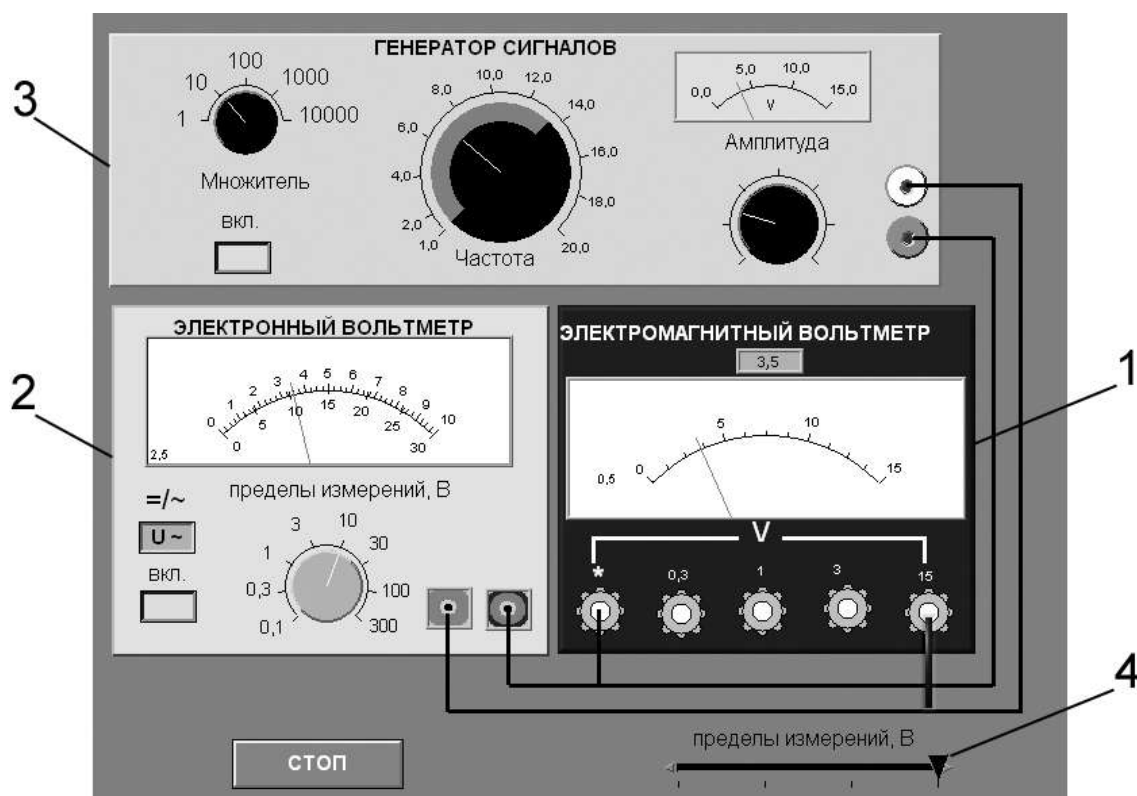 ГЕНЕРАТОР СИГНАЛОВ
1 10 100 1000 10000
Множитель
ВКЛ.
1,0 2,0 4,0 6,0 8,0 10,0 12,0 14,0 16,0 18,0 20,0
Частота
0,0 5,0 10,0 15,0
V
Амплитуда
3
ЭЛЕКТРОННЫЙ ВОЛЬТМЕТР
0 1 2 3 4 5 6 7 8 9 10
0 5 10 15 20 25 30
2,5
2
=/~
U ~
ВКЛ.
пределы измерений, В
0,1 0,3 1 3 10 30 100 300
ЭЛЕКТРОМАГНИТНЫЙ ВОЛЬТМЕТР
3,5
0 5 10 15
0,5
1
V
* 0,3 1 3 15
4
СТОП
пределы измерений, В